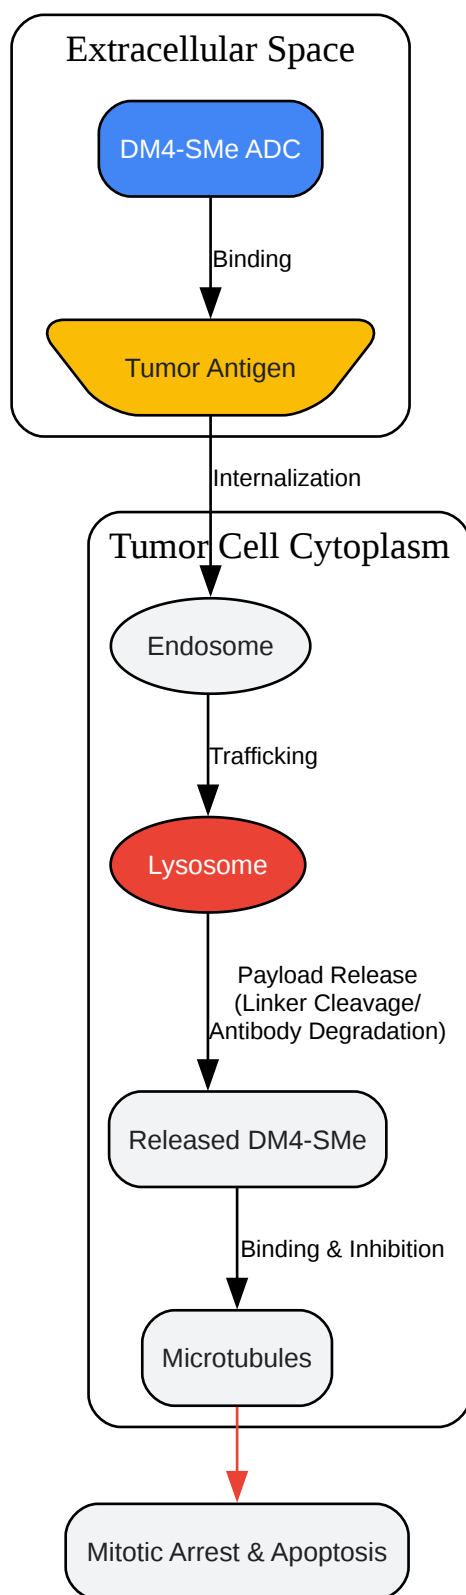 Extracellular Space
DM4-SMe ADC
Binding
Tumor Antigen
Internalization
Tumor Cell Cytoplasm
Endosome
Trafficking
Lysosome
Payload Release
(Linker Cleavage/
Antibody Degradation)
Released DM4-SMe
Binding & Inhibition
Microtubules
Mitotic Arrest & Apoptosis